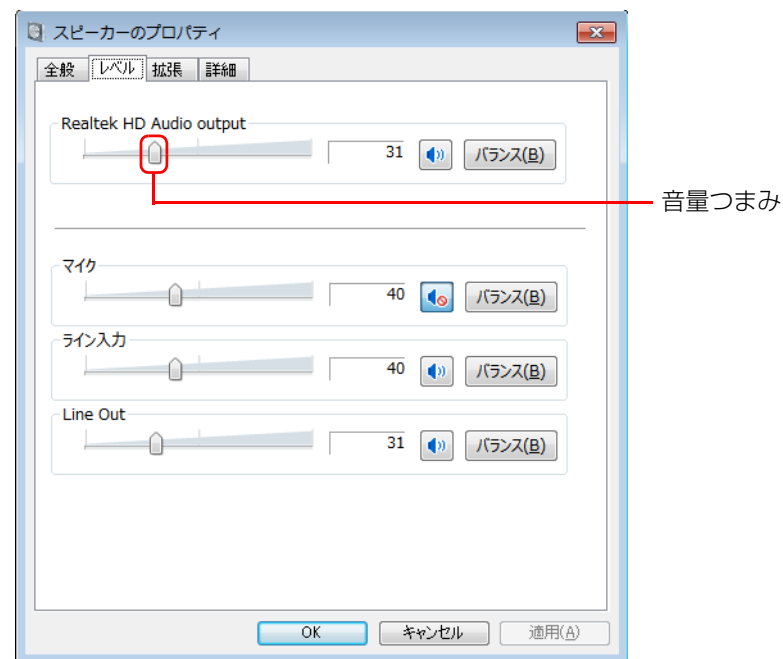 スピーカーのプロパティ
全般 レベル 拡張 詳細
Realtek HD Audio output
31 バランス(B)
音量つまみ
マイク
40 バランス(B)
ライン入力
40 バランス(B)
Line Out
31 バランス(B)
OK キャンセル 適用(A)